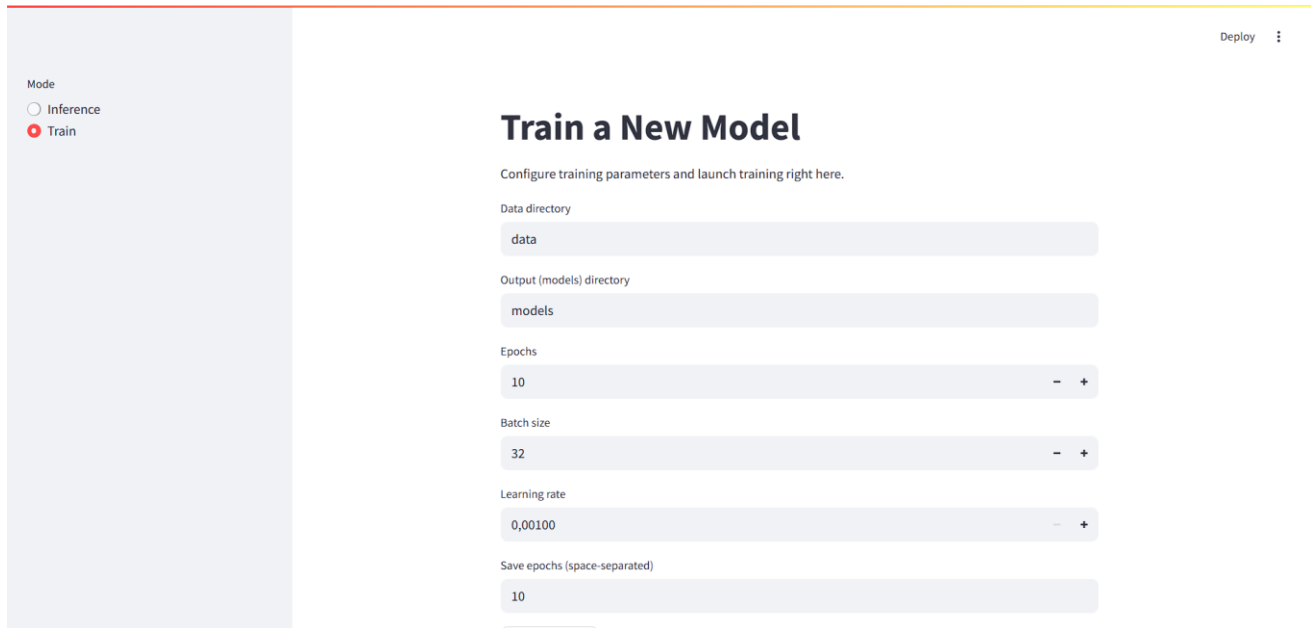 Deploy
Mode
Inference
Train
Train a New Model
Configure training parameters and launch training right here.
Data directory
data
Output (models) directory
models
Epochs
10
Batch size
32
Learning rate
0,00100
Save epochs (space-separated)
10